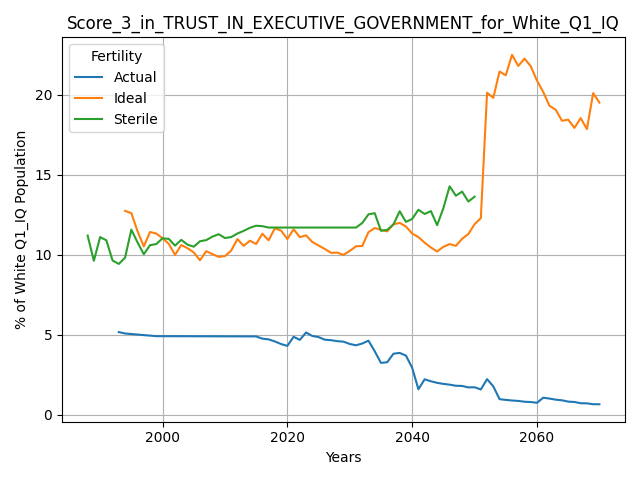 Score_3_in_TRUST_IN_EXECUTIVE_GOVERNMENT_for_White_Q1_IQ
Fertility
Actual
Ideal
Sterile
% of White Q1_IQ Population
20
15
10
5
0
2000
2020
2040
2060
Years